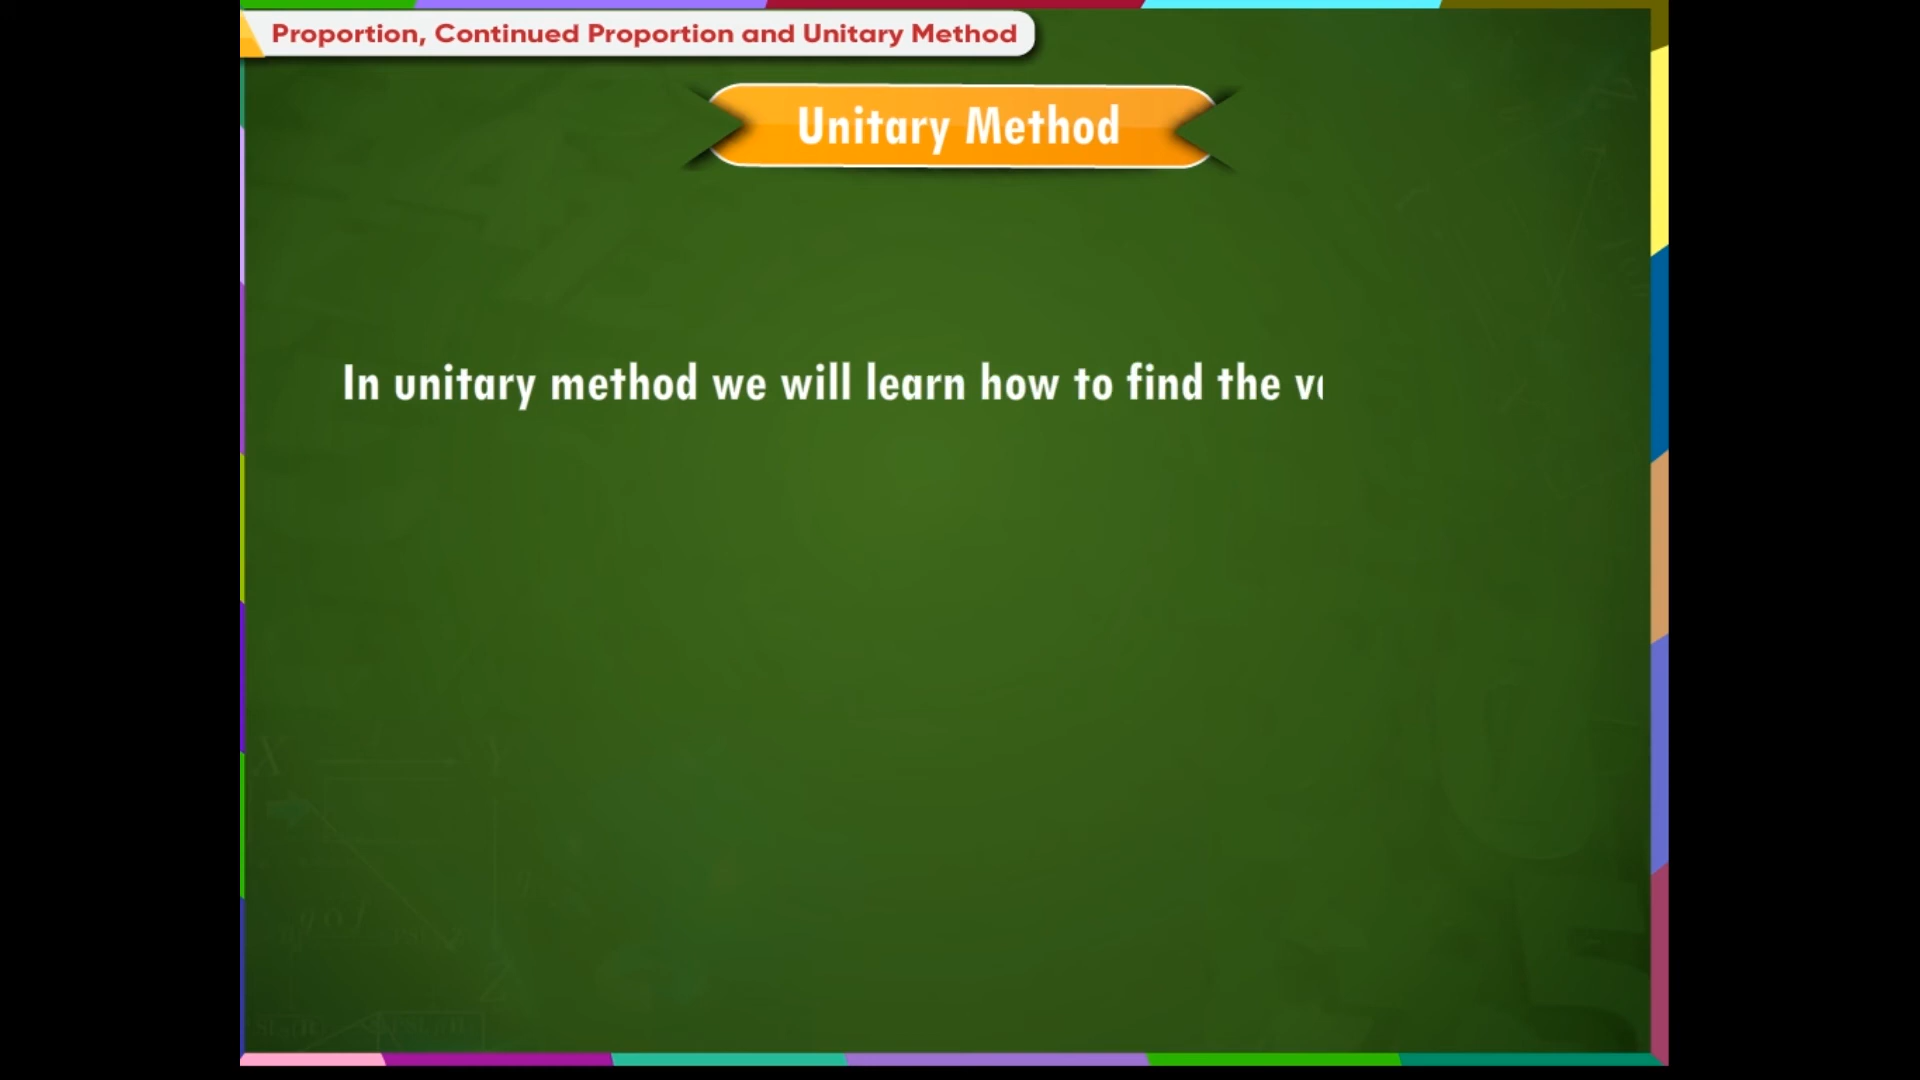 Proportion, Continued Proportion and Unitary Method
Unitary Method
In unitary method we will learn how to find the